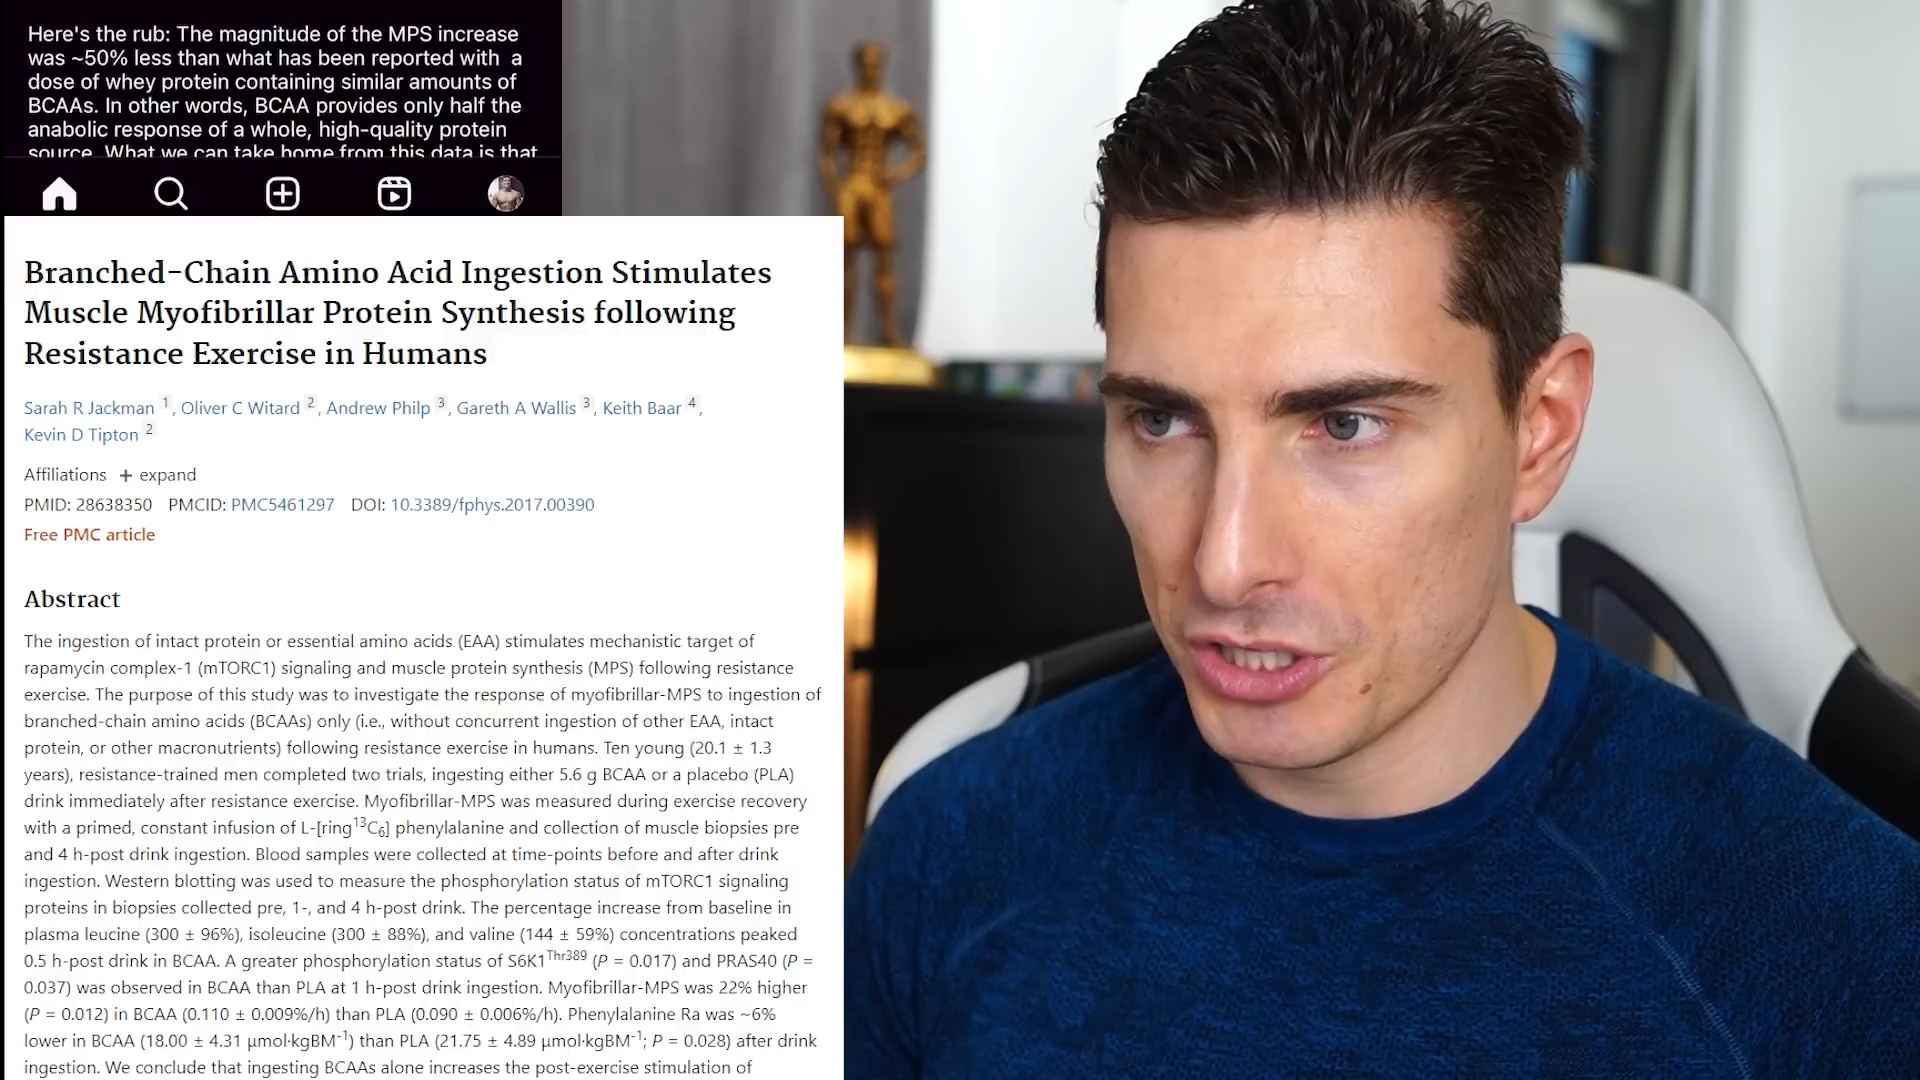 Here's the rub: The magnitude of the MPS increase
was ~50% less than what has been reported with a
dose of whey protein containing similar amounts of
BCAAs. In other words, BCAA provides only half the
anabolic response of a whole, high-quality protein
source. What we can take home from this data is that
Branched-Chain Amino Acid Ingestion Stimulates
Muscle Myofibrillar Protein Synthesis following
Resistance Exercise in Humans
Sarah R Jackman 1, Oliver C Witard 2, Andrew Philp 3, Gareth A Wallis 3, Keith Baar 4,
Kevin D Tipton 2
Affiliations + expand
PMID: 28638350 PMCID: PMC5461297 DOI: 10.3389/fphys.2017.00390
Free PMC article
Abstract
The ingestion of intact protein or essential amino acids (EAA) stimulates mechanistic target of
rapamycin complex-1 (mTORC1) signaling and muscle protein synthesis (MPS) following resistance
exercise. The purpose of this study was to investigate the response of myofibrillar-MPS to ingestion of
branched-chain amino acids (BCAAs) only (i.e., without concurrent ingestion of other EAA, intact
protein, or other macronutrients) following resistance exercise in humans. Ten young (20.1 ± 1.3
years), resistance-trained men completed two trials, ingesting either 5.6 g BCAA or a placebo (PLA)
drink immediately after resistance exercise. Myofibrillar-MPS was measured during exercise recovery
with a primed, constant infusion of L-[ring13C6] phenylalanine and collection of muscle biopsies pre
and 4 h-post drink ingestion. Blood samples were collected at time-points before and after drink
ingestion. Western blotting was used to measure the phosphorylation status of mTORC1 signaling
proteins in biopsies collected pre, 1-, and 4 h-post drink. The percentage increase from baseline in
plasma leucine (300 ± 96%), isoleucine (300 ± 88%), and valine (144 ± 59%) concentrations peaked
0.5 h-post drink in BCAA. A greater phosphorylation status of S6K1Thr389 (P = 0.017) and PRAS40 (P =
0.037) was observed in BCAA than PLA at 1 h-post drink ingestion. Myofibrillar-MPS was 22% higher
(P = 0.012) in BCAA (0.110 ± 0.009%/h) than PLA (0.090 ± 0.006%/h). Phenylalanine Ra was ~6%
lower in BCAA (18.00 ± 4.31 μmol·kgBM-1) than PLA (21.75 ± 4.89 μmol·kgBM-1; P = 0.028) after drink
ingestion. We conclude that ingesting BCAAs alone increases the post-exercise stimulation of